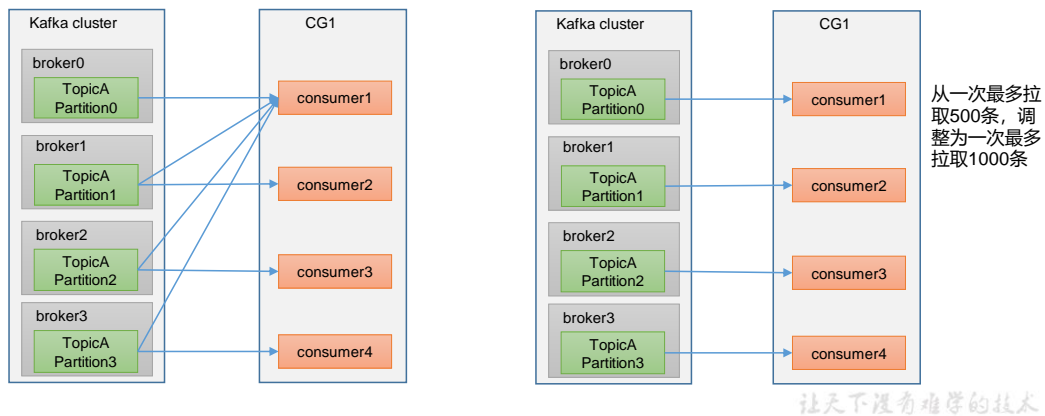 Kafka cluster
broker0
TopicA
Partition0
broker1
TopicA
Partition1
broker2
TopicA
Partition2
broker3
TopicA
Partition3
CG1
consumer1
consumer2
consumer3
consumer4
Kafka cluster
broker0
TopicA
Partition0
broker1
TopicA
Partition1
broker2
TopicA
Partition2
broker3
TopicA
Partition3
CG1
consumer1
consumer2
consumer3
consumer4
从一次最多拉
取500条，调
整为一次最多
拉取1000条
让天下没有难学的技术